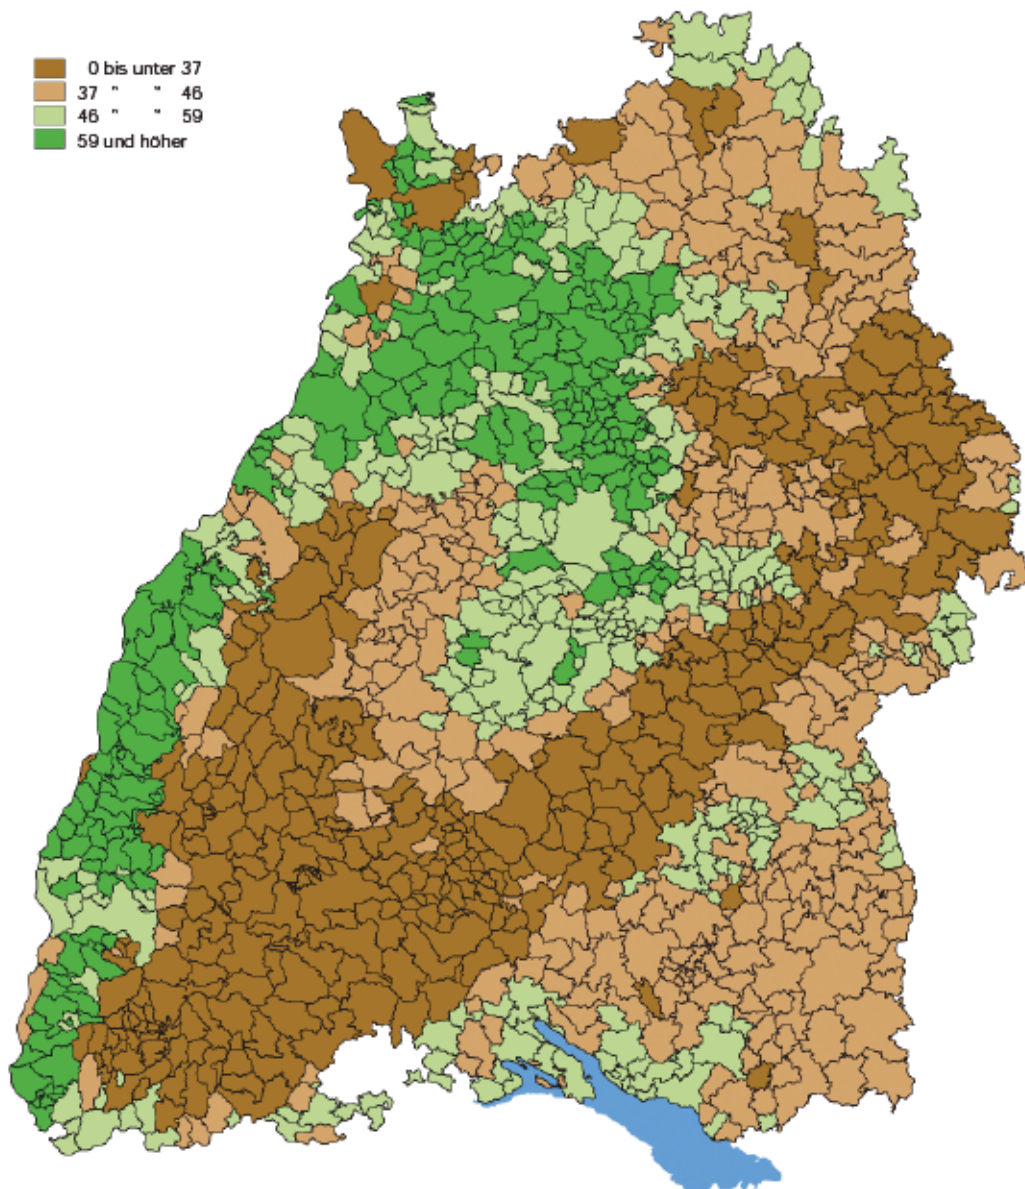 0 bis unter 37
37 " " 46
46 " " 59
59 und höher